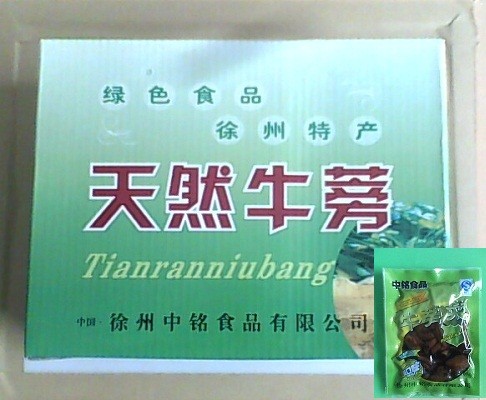 绿色食品
徐州特产
天然牛蒡
Tianranniubang
中国·徐州中铭食品有限公司
中铭食品